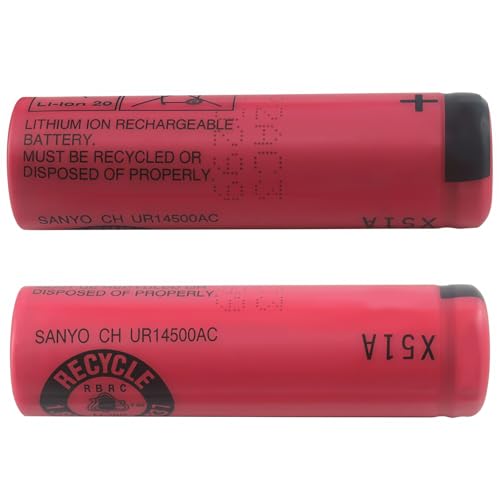 Li-ion 20
LITHIUM ION RECHARGEABLE
BATTERY.
MUST BE RECYCLED OR
DISPOSED OF PROPERLY.
SANYO CH UR14500AC
+
X51A
DISPOSED OF PROPERLY.
SANYO CH UR14500AC
X51A
RECYCLE
RBRC